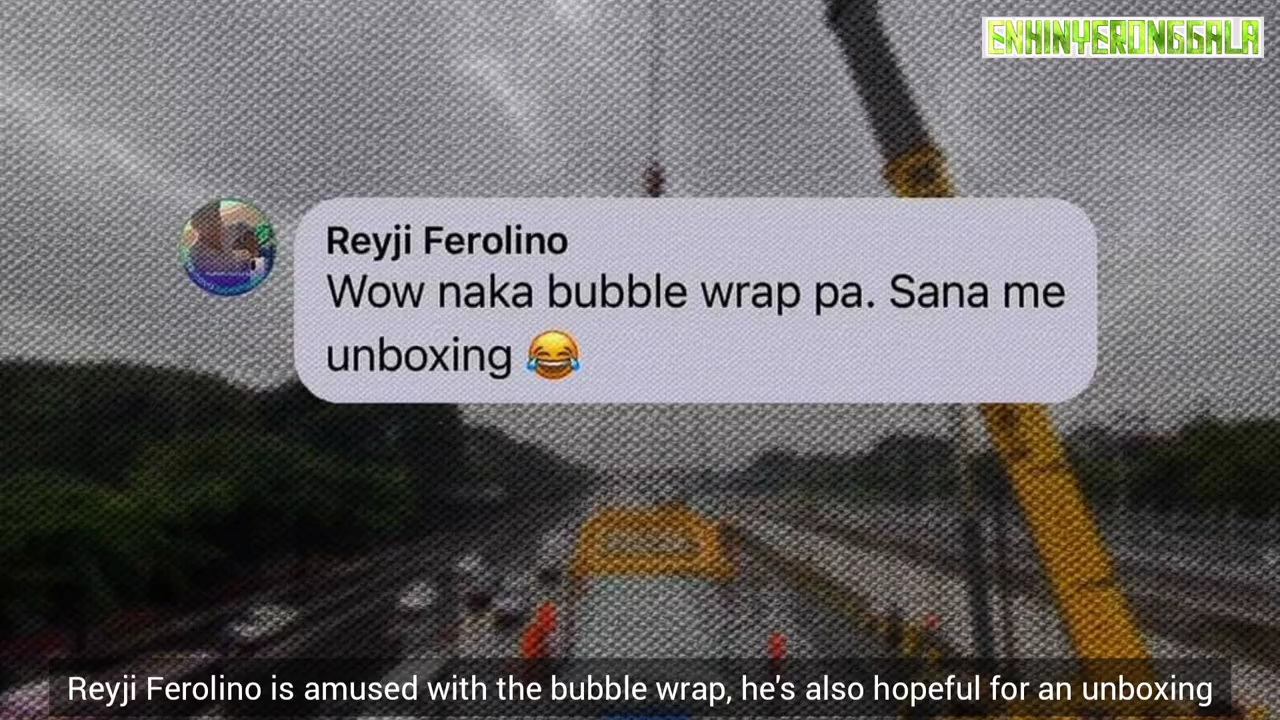 ENHINYERONGGALA
Reyji Ferolino
Wow naka bubble wrap pa. Sana me
unboxing 😂
Reyji Ferolino is amused with the bubble wrap, he's also hopeful for an unboxing